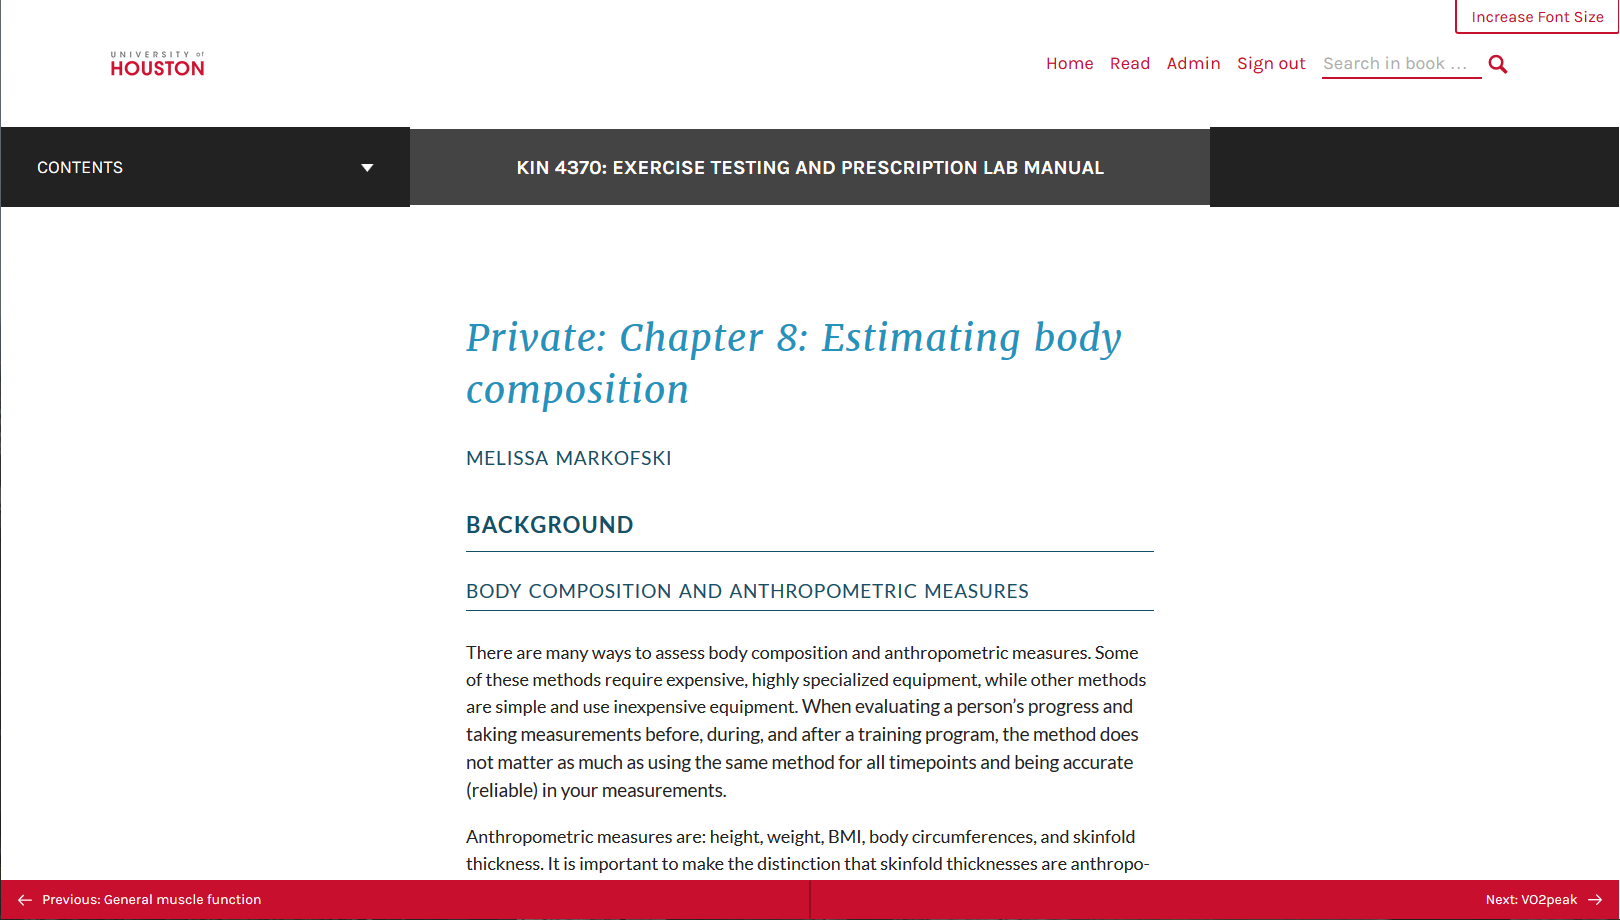 Increase Font Size
UNIVERSITY of
HOUSTON
Home Read Admin Sign out Search in book …
CONTENTS
KIN 4370: EXERCISE TESTING AND PRESCRIPTION LAB MANUAL
Private: Chapter 8: Estimating body
composition
MELISSA MARKOFSKI
BACKGROUND
BODY COMPOSITION AND ANTHROPOMETRIC MEASURES
There are many ways to assess body composition and anthropometric measures. Some
of these methods require expensive, highly specialized equipment, while other methods
are simple and use inexpensive equipment. When evaluating a person’s progress and
taking measurements before, during, and after a training program, the method does
not matter as much as using the same method for all timepoints and being accurate
(reliable) in your measurements.
Anthropometric measures are: height, weight, BMI, body circumferences, and skinfold
thickness. It is important to make the distinction that skinfold thicknesses are anthropo-
← Previous: General muscle function
Next: VO2peak →